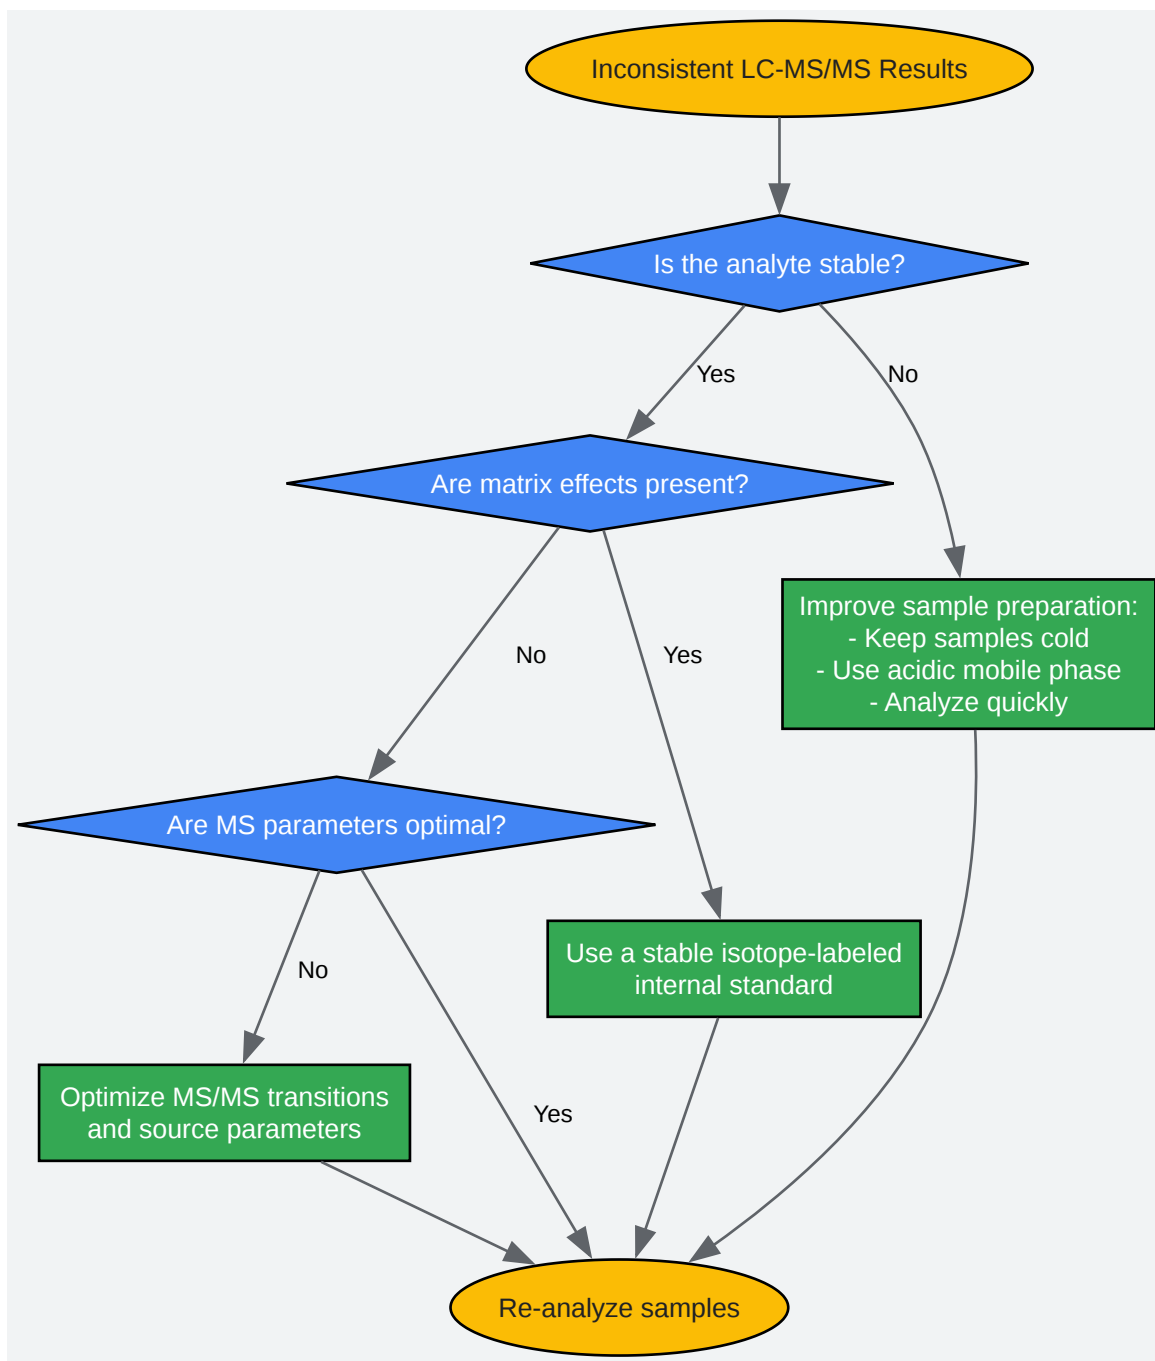 Inconsistent LC-MS/MS Results
Is the analyte stable?
Yes
No
Are matrix effects present?
Improve sample preparation:
- Keep samples cold
- Use acidic mobile phase
- Analyze quickly
No
Yes
Are MS parameters optimal?
Use a stable isotope-labeled
internal standard
No
Optimize MS/MS transitions
and source parameters
Yes
Re-analyze samples